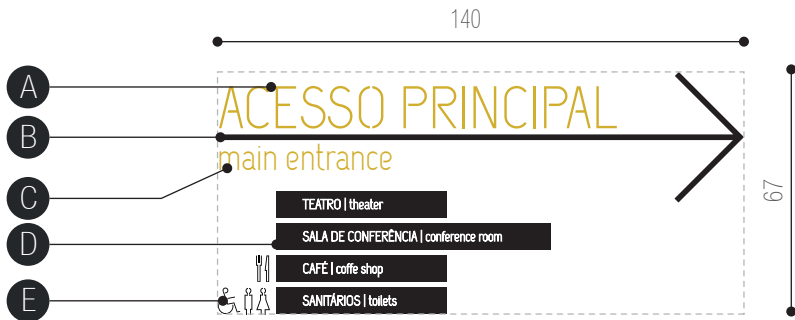 140
A
ACESSO PRINCIPAL
B
main entrance
C
67
TEATRO | theater
D
SALA DE CONFERÊNCIA | conference room
CAFÉ | coffe shop
E
SANITÁRIOS | toilets